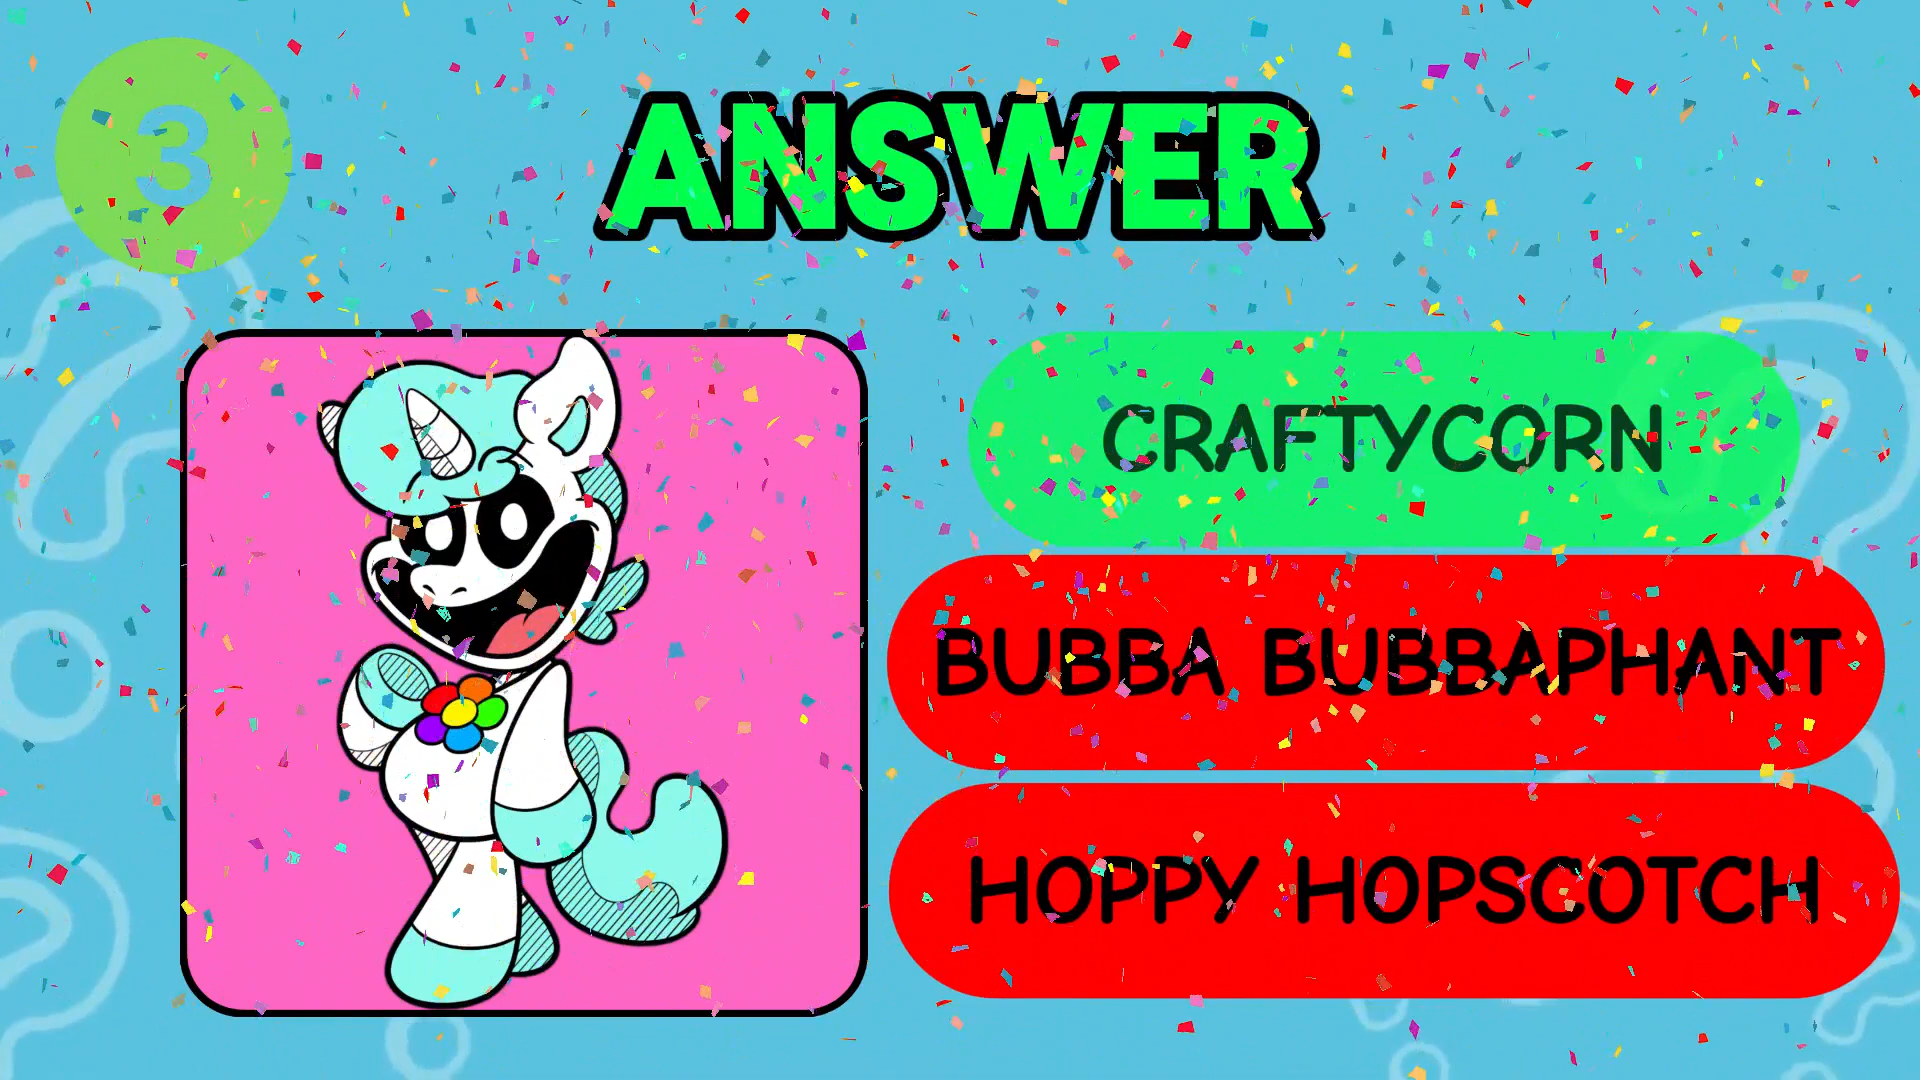 3
ANSWER
CRAFTYCORN
BUBBA BUBBAPHANT
HOPPY HOPSCOTCH